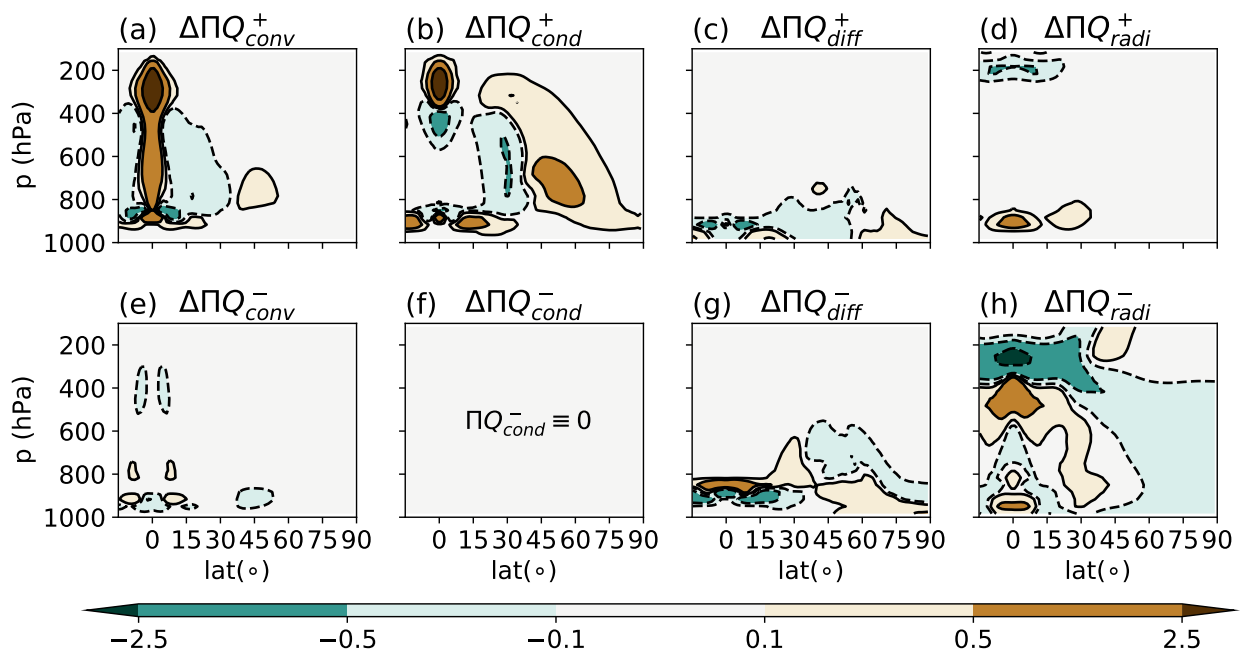 (a) ΔΠQ⁺conv (b) ΔΠQ⁺cond (c) ΔΠQ⁺diff (d) ΔΠQ⁺radi
p (hPa)
200
400
600
800
1000
(e) ΔΠQ⁻conv (f) ΔΠQ⁻cond (g) ΔΠQ⁻diff (h) ΔΠQ⁻radi
p (hPa)
200
400
600
800
1000
ΠQ⁻cond ≡ 0
0 15 30 45 60 75 90 0 15 30 45 60 75 90 0 15 30 45 60 75 90 0 15 30 45 60 75 90
lat(∘) lat(∘) lat(∘) lat(∘)
−2.5 −0.5 −0.1 0.1 0.5 2.5